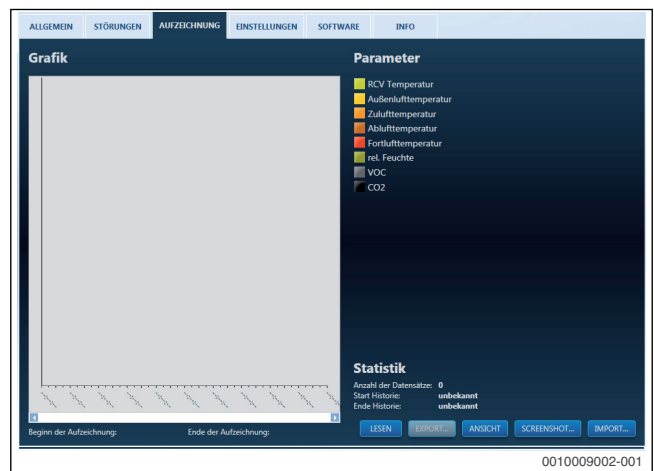 ALLGEMEIN STÖRUNGEN AUFZEICHNUNG EINSTELLUNGEN SOFTWARE INFO
Grafik
Parameter
RCV Temperatur
Außenlufttemperatur
Zulufttemperatur
Ablufttemperatur
Fortlufttemperatur
rel. Feuchte
VOC
CO2
Statistik
Anzahl der Datensätze: 0
Start Historie: unbekannt
Ende Historie: unbekannt
Beginn der Aufzeichnung: Ende der Aufzeichnung:
LESEN EXPORT... ANSICHT SCREENSHOT... IMPORT...
0010009002-001